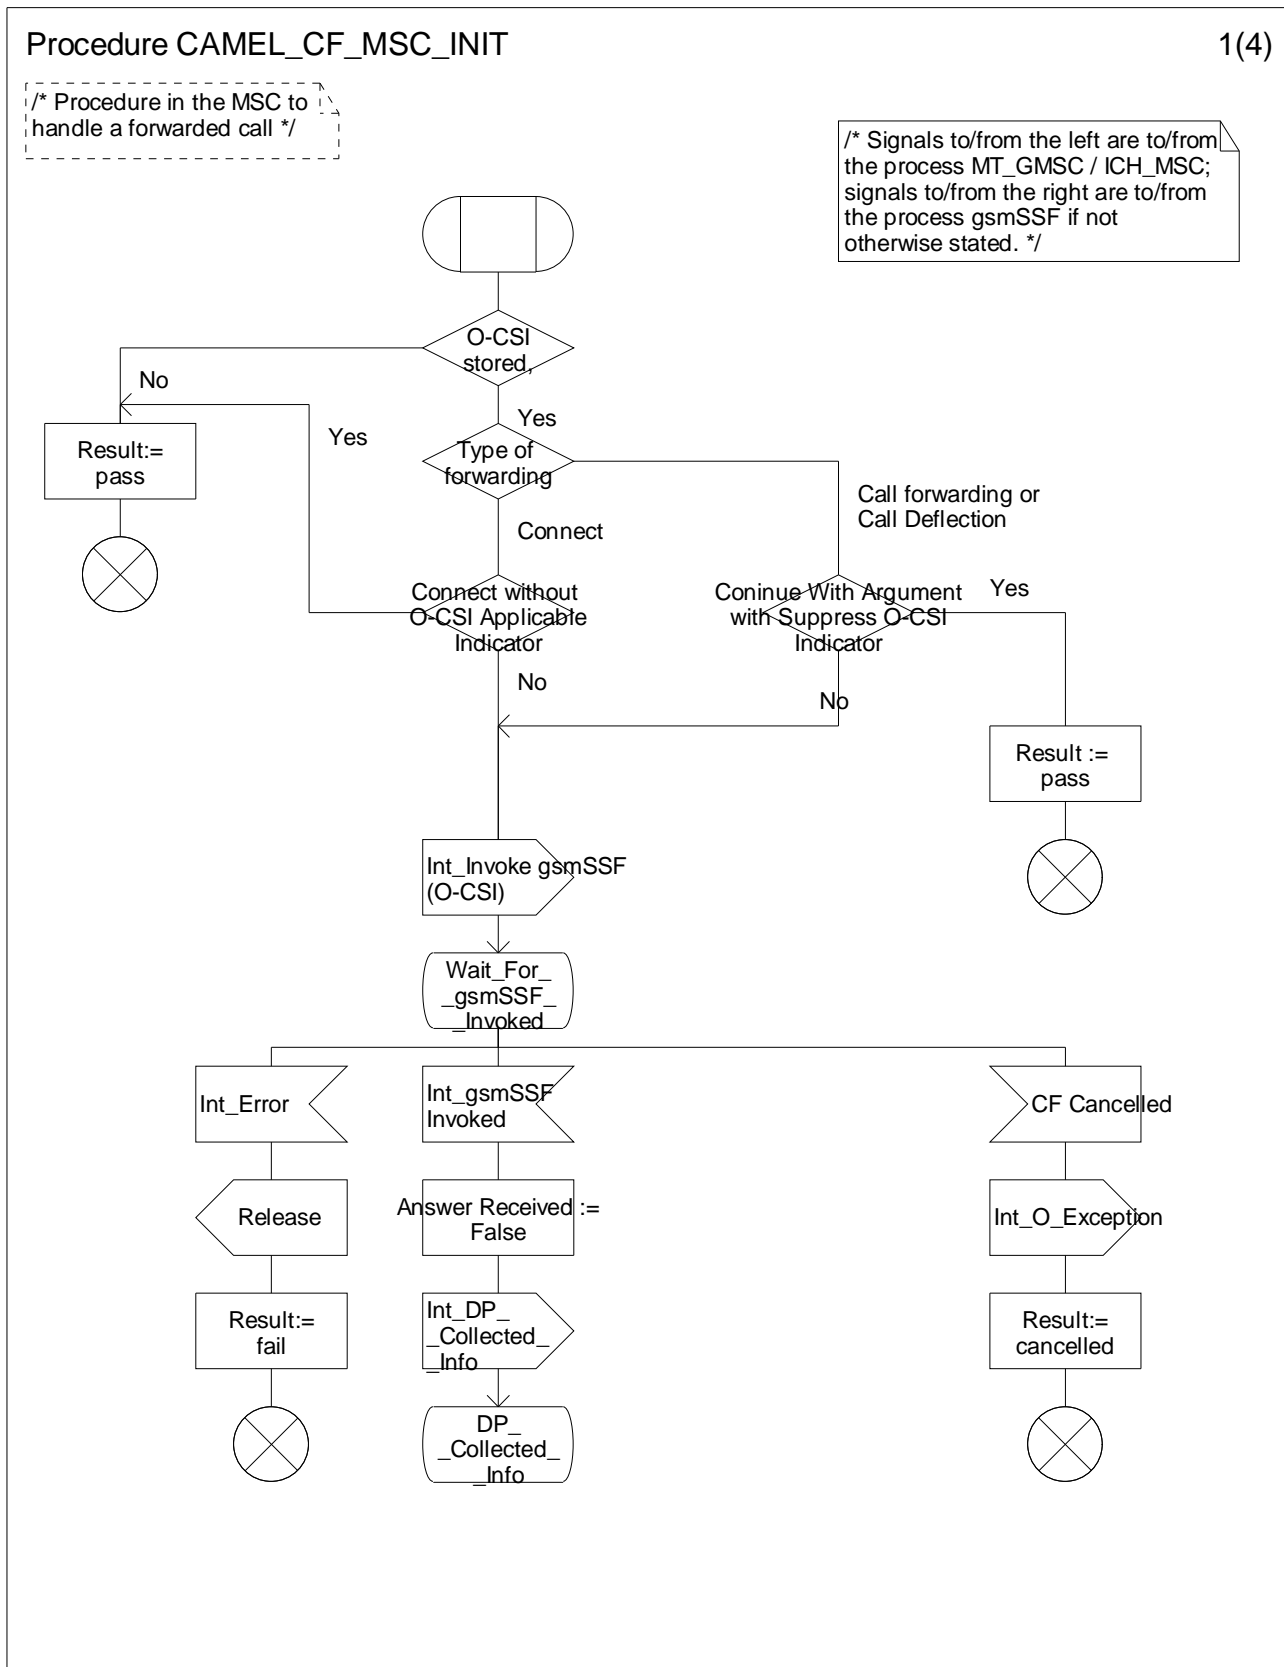 Procedure CAMEL_CF_MSC_INIT
1(4)
/* Procedure in the MSC to
handle a forwarded call */
/* Signals to/from the left are to/from
the process MT_GMSC / ICH_MSC;
signals to/from the right are to/from
the process gsmSSF if not
otherwise stated. */
O-CSI
stored,
No
Yes
Yes
Result:=
pass
Type of
forwarding
Call forwarding or
Call Deflection
Connect
Connect without
O-CSI Applicable
Indicator
Coninue With Argument
with Suppress O-CSI
Indicator
Yes
No
No
Result :=
pass
Int_Invoke gsmSSF
(O-CSI)
Wait_For_
_gsmSSF_
_Invoked
Int_Error
Int_gsmSSF
Invoked
CF Cancelled
Release
Answer Received :=
False
Int_O_Exception
Result:=
fail
Int_DP_
_Collected_
_Info
Result:=
cancelled
DP_
_Collected_
_Info